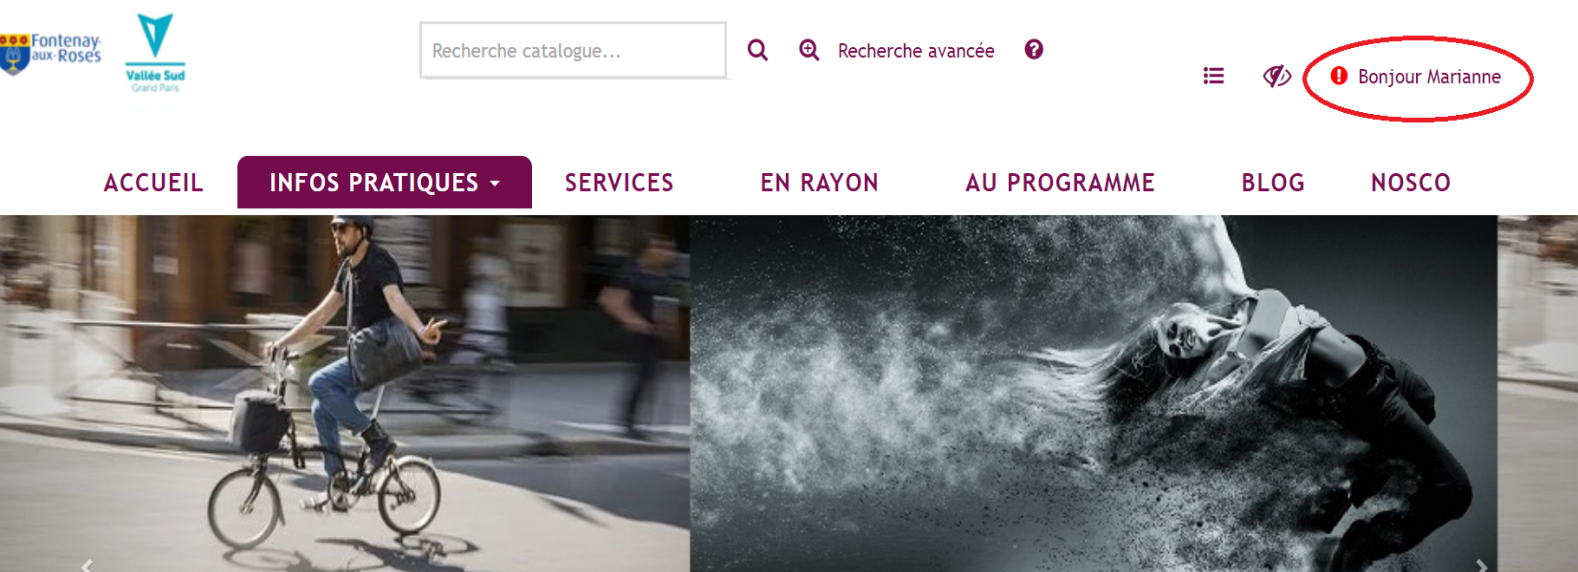 Fontenay-
aux-Roses
Vallée Sud
Grand Paris
Recherche catalogue...
Recherche avancée
?
! Bonjour Marianne
ACCUEIL
INFOS PRATIQUES
SERVICES
EN RAYON
AU PROGRAMME
BLOG
NOSCO